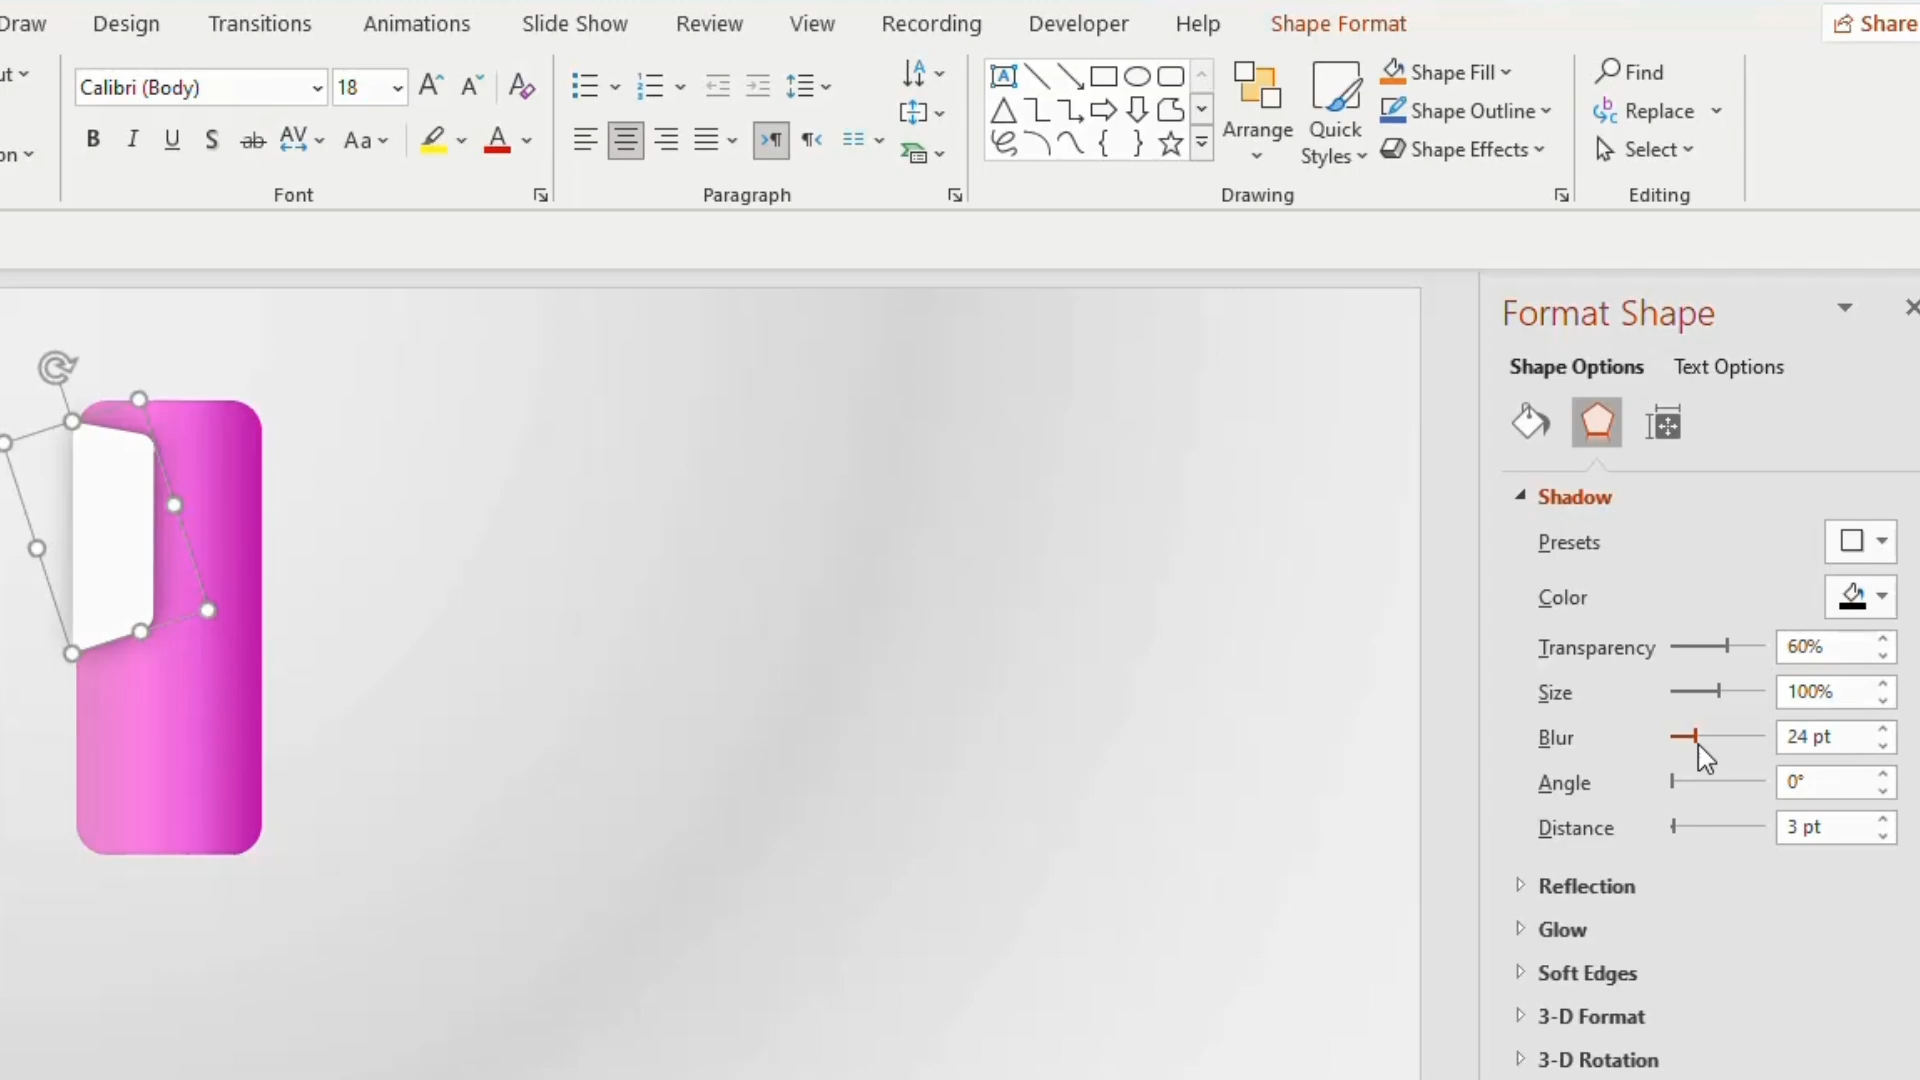 Draw Design Transitions Animations Slide Show Review View Recording Developer Help Shape Format Share
Calibri (Body) 18
Shape Fill Find
Arrange Quick Styles Shape Outline Replace
Shape Effects Select
B I U S ab AV Aa A
Font Paragraph Drawing Editing
Format Shape
Shape Options Text Options
Shadow
Presets
Color
Transparency 60%
Size 100%
Blur 24 pt
Angle 0°
Distance 3 pt
Reflection
Glow
Soft Edges
3-D Format
3-D Rotation